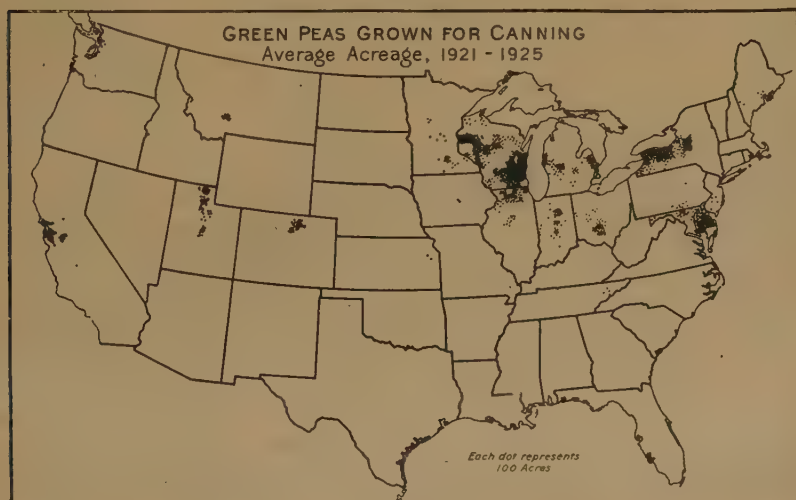 GREEN PEAS GROWN FOR CANNING
Average Acreage, 1921 - 1925
Each dot represents
100 Acres